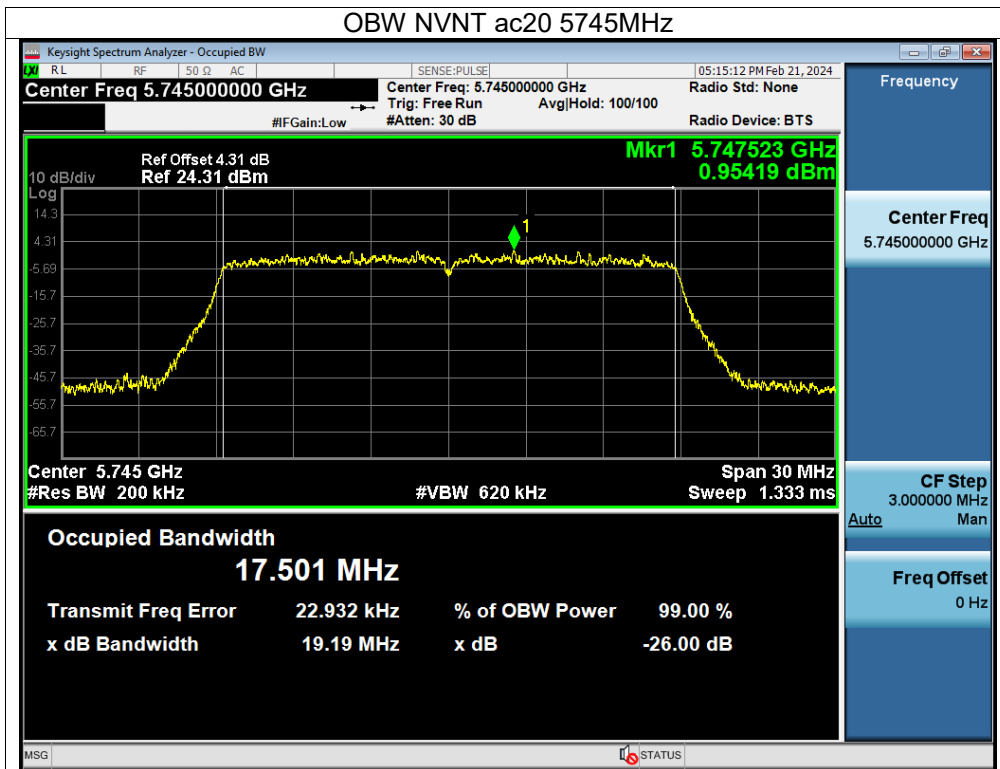 OBW NVNT ac20 5745MHz
Keysight Spectrum Analyzer - Occupied BW
LXI RL RF 50 Ω AC SENSE:PULSE 05:15:12 PM Feb 21, 2024
Center Freq 5.745000000 GHz Center Freq: 5.745000000 GHz Radio Std: None
Trig: Free Run Avg|Hold: 100/100
#IFGain:Low #Atten: 30 dB Radio Device: BTS
Mkr1 5.747523 GHz
0.95419 dBm
Ref Offset 4.31 dB
10 dB/div Ref 24.31 dBm
Log
14.3
4.31
-5.69
-15.7
-25.7
-35.7
-45.7
-55.7
-65.7
1
Center 5.745 GHz Span 30 MHz
#Res BW 200 kHz #VBW 620 kHz Sweep 1.333 ms
Occupied Bandwidth
17.501 MHz
Transmit Freq Error 22.932 kHz % of OBW Power 99.00 %
x dB Bandwidth 19.19 MHz x dB -26.00 dB
Frequency
Center Freq
5.745000000 GHz
CF Step
3.000000 MHz
Auto Man
Freq Offset
0 Hz
MSG STATUS